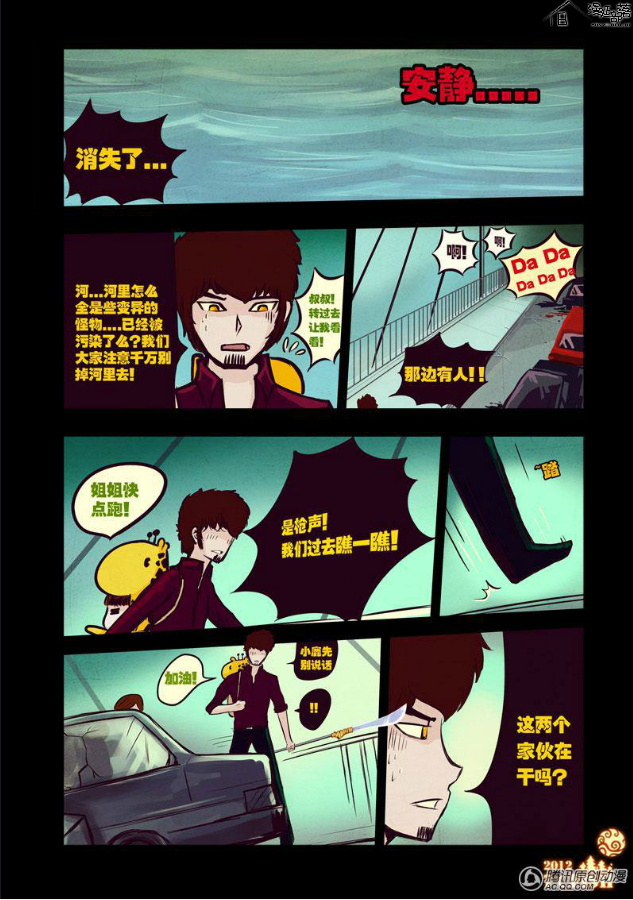 漫正部落
安静.....
消失了...
河...河里怎么
全是些变异的
怪物....已经被
污染了么？我们
大家注意千万别
掉河里去！
叔叔！
转过去
让我看
看！
啊！
啊！
Da Da
Da Da Da
那边有人！！
姐姐快
点跑！
是枪声！
我们过去瞧一瞧！
~踏
加油！
小鹿先
别说话
!!
这两个
家伙在
干吗？
2012
腾讯原创动漫
AC.QQ.COM